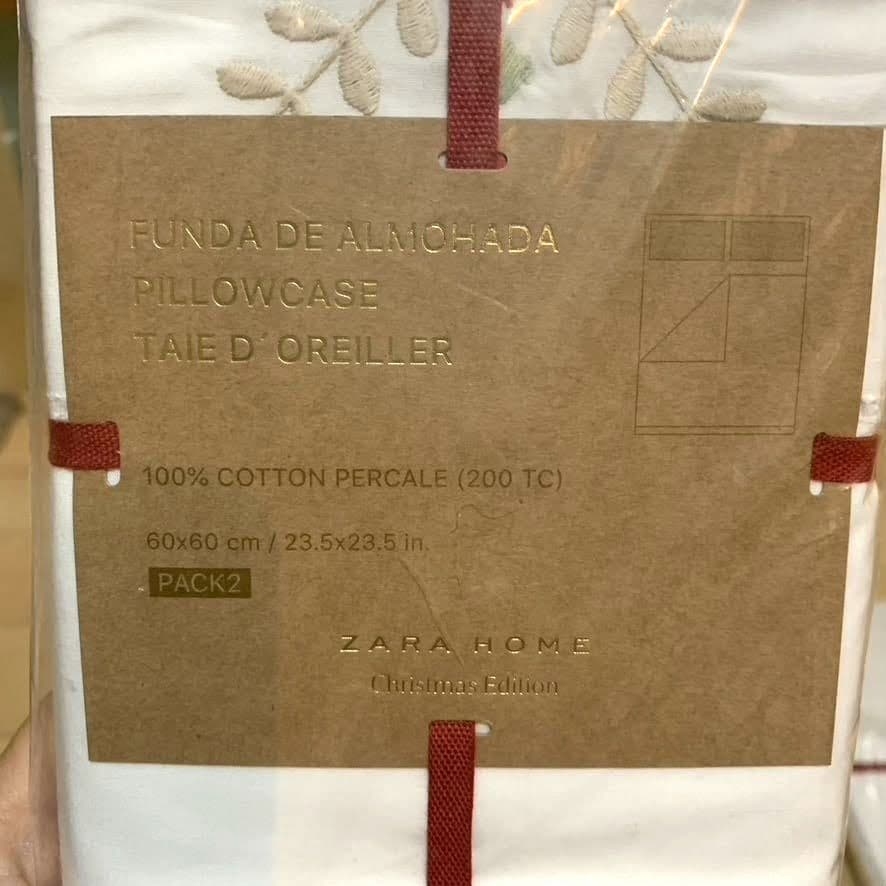 FUNDA DE ALMOHADA
PILLOWCASE
TAIE D´OREILLER
100% COTTON PERCALE (200 TC)
60x60 cm / 23.5x23.5 in.
PACK2
ZARA HOME
Christmas Edition